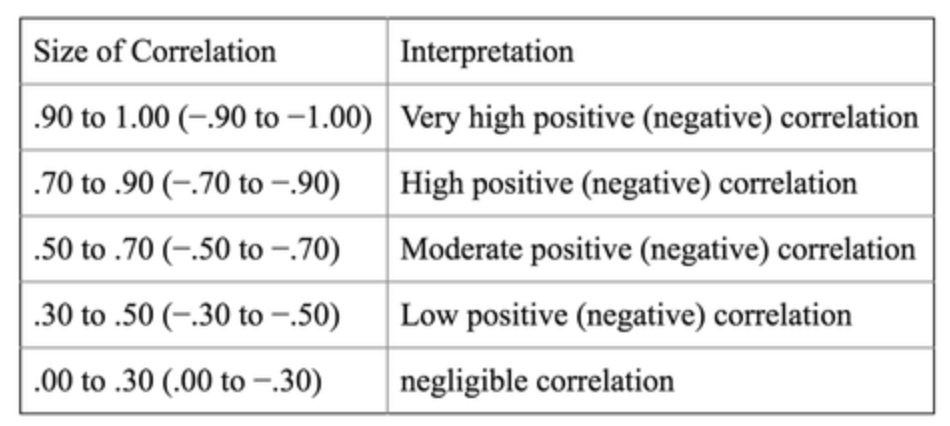 Size of Correlation Interpretation
.90 to 1.00 (−.90 to −1.00) Very high positive (negative) correlation
.70 to .90 (−.70 to −.90) High positive (negative) correlation
.50 to .70 (−.50 to −.70) Moderate positive (negative) correlation
.30 to .50 (−.30 to −.50) Low positive (negative) correlation
.00 to .30 (.00 to −.30) negligible correlation